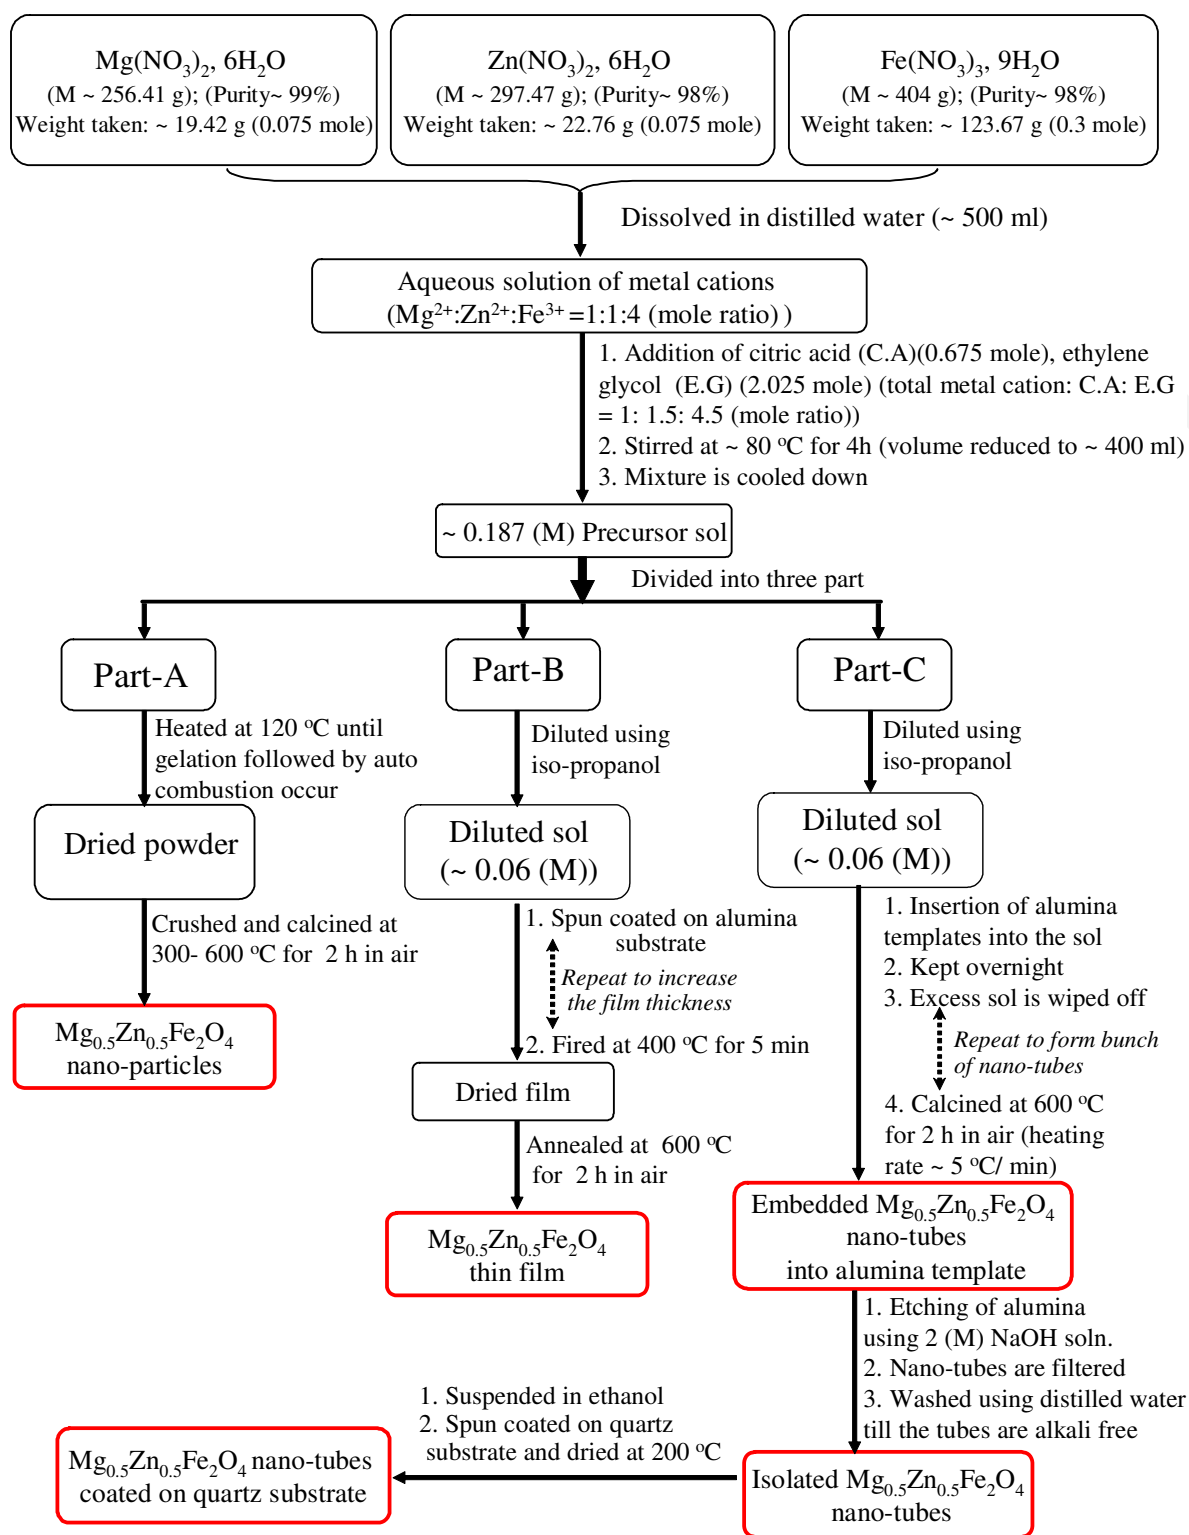 Mg(NO₃)₂, 6H₂O
(M ~ 256.41 g); (Purity~ 99%)
Weight taken: ~ 19.42 g (0.075 mole)
Zn(NO₃)₂, 6H₂O
(M ~ 297.47 g); (Purity~ 98%)
Weight taken: ~ 22.76 g (0.075 mole)
Fe(NO₃)₃, 9H₂O
(M ~ 404 g); (Purity~ 98%)
Weight taken: ~ 123.67 g (0.3 mole)
Dissolved in distilled water (~ 500 ml)
Aqueous solution of metal cations
(Mg²⁺:Zn²⁺:Fe³⁺ =1:1:4 (mole ratio) )
1. Addition of citric acid (C.A)(0.675 mole), ethylene
glycol (E.G) (2.025 mole) (total metal cation: C.A: E.G
= 1: 1.5: 4.5 (mole ratio))
2. Stirred at ~ 80 °C for 4h (volume reduced to ~ 400 ml)
3. Mixture is cooled down
~ 0.187 (M) Precursor sol
Divided into three part
Part-A
Heated at 120 °C until
gelation followed by auto
combustion occur
Dried powder
Crushed and calcined at
300- 600 °C for 2 h in air
Mg₀.₅Zn₀.₅Fe₂O₄
nano-particles
Part-B
Diluted using
iso-propanol
Diluted sol
(~ 0.06 (M))
1. Spun coated on alumina
substrate
Repeat to increase
the film thickness
2. Fired at 400 °C for 5 min
Dried film
Annealed at 600 °C
for 2 h in air
Mg₀.₅Zn₀.₅Fe₂O₄
thin film
Part-C
Diluted using
iso-propanol
Diluted sol
(~ 0.06 (M))
1. Insertion of alumina
templates into the sol
2. Kept overnight
3. Excess sol is wiped off
Repeat to form bunch
of nano-tubes
4. Calcined at 600 °C
for 2 h in air (heating
rate ~ 5 °C/ min)
Embedded Mg₀.₅Zn₀.₅Fe₂O₄
nano-tubes
into alumina template
1. Etching of alumina
using 2 (M) NaOH soln.
2. Nano-tubes are filtered
3. Washed using distilled water
till the tubes are alkali free
Isolated Mg₀.₅Zn₀.₅Fe₂O₄
nano-tubes
1. Suspended in ethanol
2. Spun coated on quartz
substrate and dried at 200 °C
Mg₀.₅Zn₀.₅Fe₂O₄ nano-tubes
coated on quartz substrate